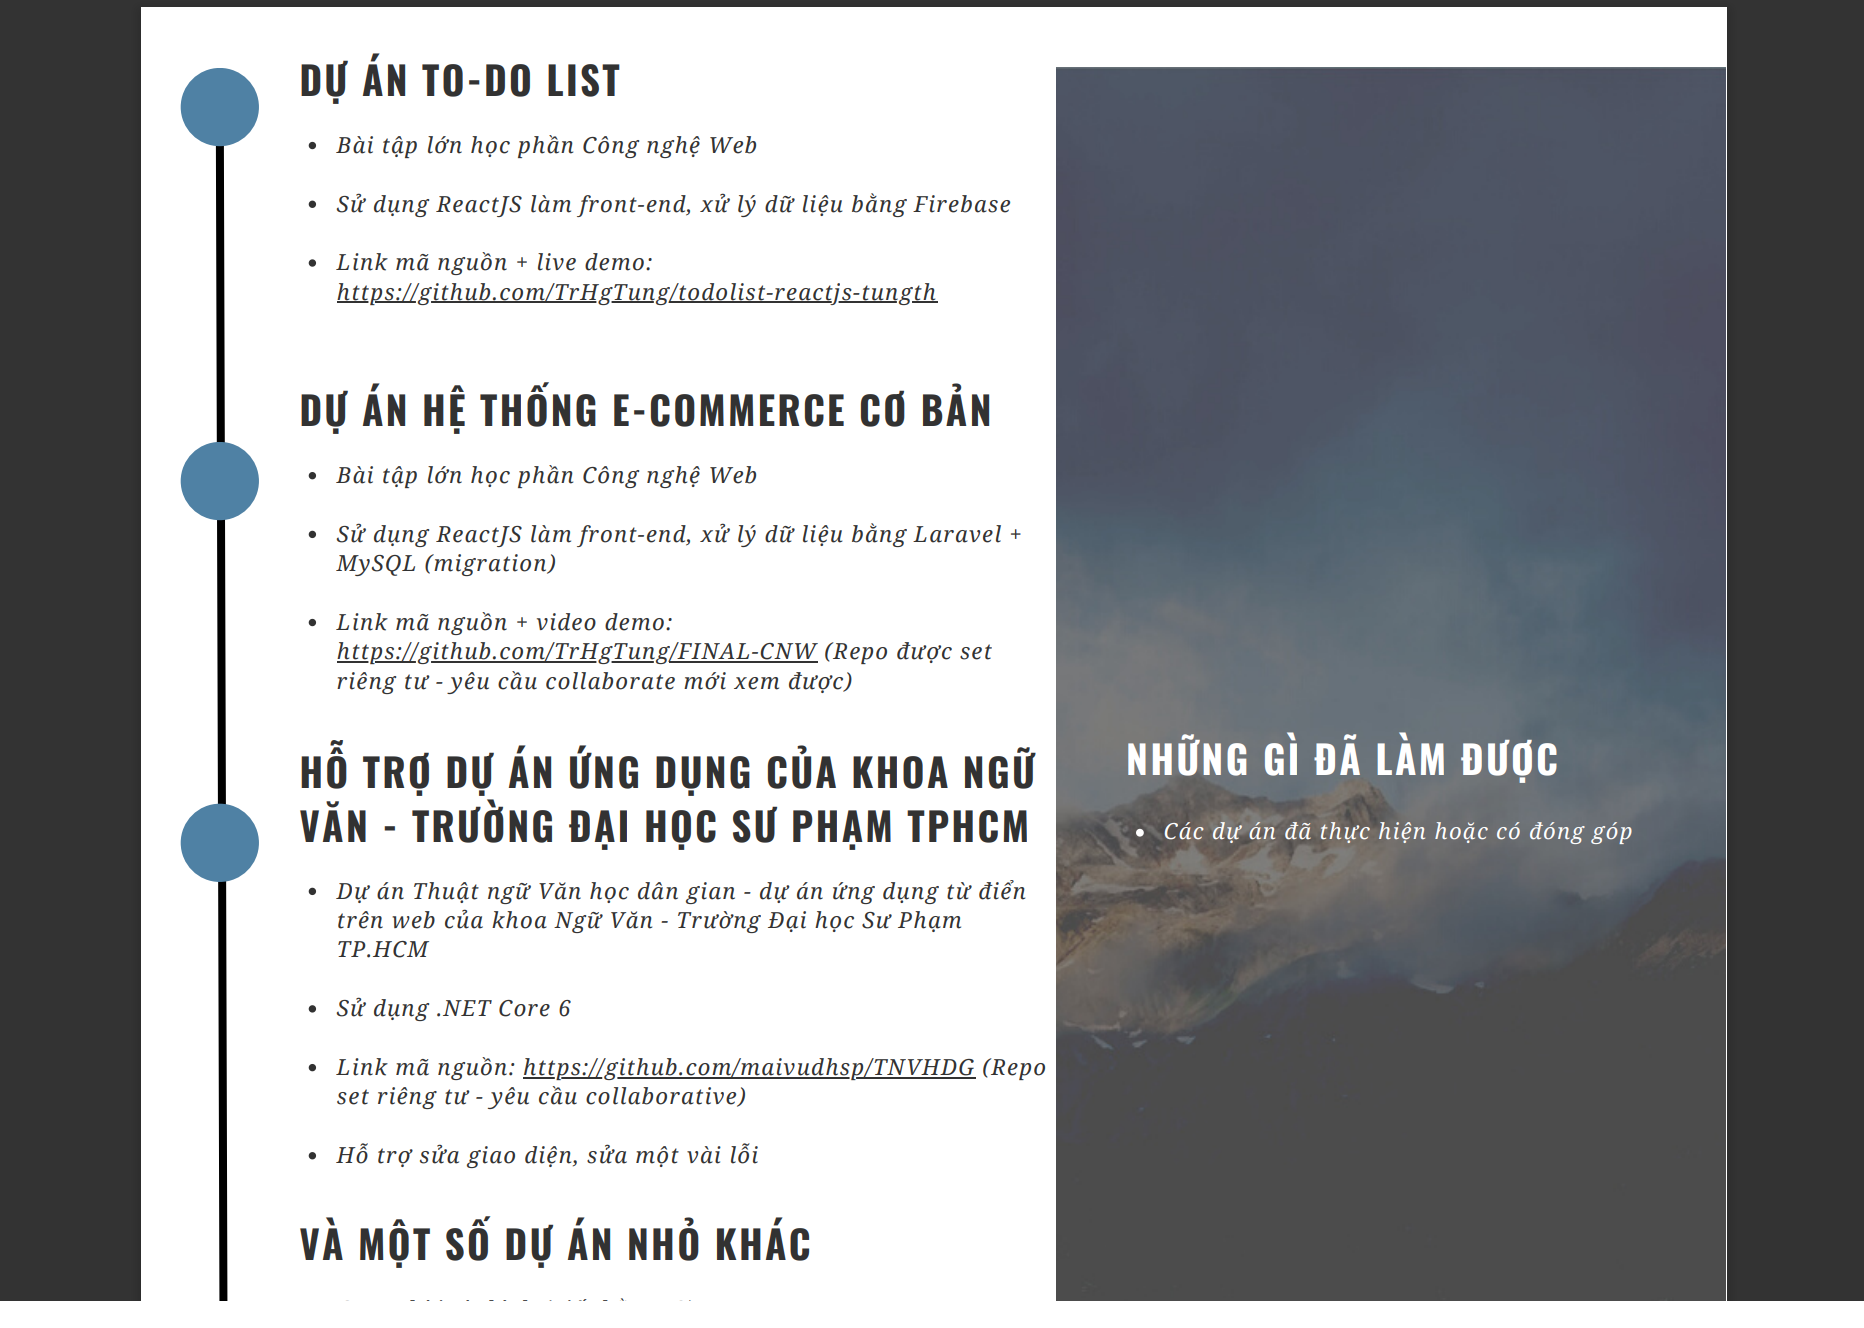 DỰ ÁN TO-DO LIST
• Bài tập lớn học phần Công nghệ Web
• Sử dụng ReactJS làm front-end, xử lý dữ liệu bằng Firebase
• Link mã nguồn + live demo:
https://github.com/TrHgTung/todolist-reactjs-tungth
DỰ ÁN HỆ THỐNG E-COMMERCE CƠ BẢN
• Bài tập lớn học phần Công nghệ Web
• Sử dụng ReactJS làm front-end, xử lý dữ liệu bằng Laravel +
MySQL (migration)
• Link mã nguồn + video demo:
https://github.com/TrHgTung/FINAL-CNW (Repo được set
riêng tư - yêu cầu collaborate mới xem được)
HỖ TRỢ DỰ ÁN ỨNG DỤNG CỦA KHOA NGỮ
VĂN - TRƯỜNG ĐẠI HỌC SƯ PHẠM TPHCM
• Dự án Thuật ngữ Văn học dân gian - dự án ứng dụng từ điển
trên web của khoa Ngữ Văn - Trường Đại học Sư Phạm
TP.HCM
• Sử dụng .NET Core 6
• Link mã nguồn: https://github.com/maivudhsp/TNVHDG (Repo
set riêng tư - yêu cầu collaborative)
• Hỗ trợ sửa giao diện, sửa một vài lỗi
VÀ MỘT SỐ DỰ ÁN NHỎ KHÁC
NHỮNG GÌ ĐÃ LÀM ĐƯỢC
• Các dự án đã thực hiện hoặc có đóng góp